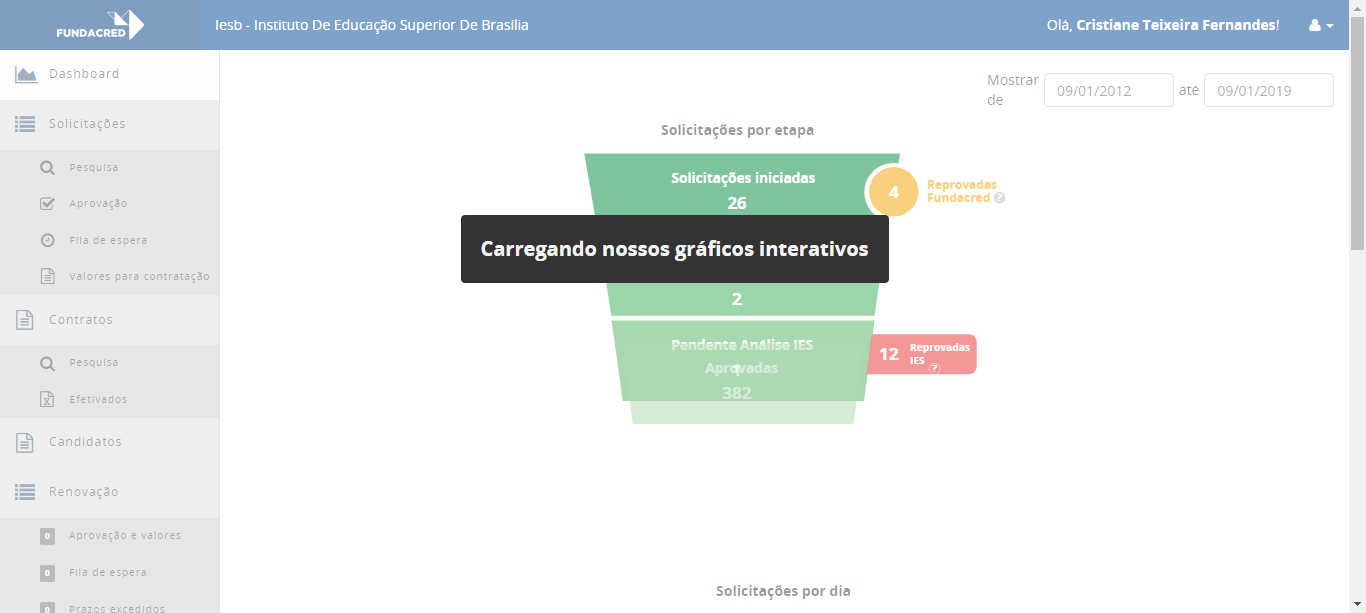 FUNDACRED
Iesb - Instituto De Educação Superior De Brasília
Olá, Cristiane Teixeira Fernandes!
Dashboard
Solicitações
Pesquisa
Aprovação
Fila de espera
Valores para contratação
Contratos
Pesquisa
Efetivados
Candidatos
Renovação
0 Aprovação e valores
0 Fila de espera
0 Prazos excedidos
Mostrar
de
09/01/2012 até 09/01/2019
Solicitações por etapa
Solicitações iniciadas
26
4
Reprovadas
Fundacred ?
Carregando nossos gráficos interativos
2
Pendente Análise IES
Aprovadas
382
12
Reprovadas
IES ?
Solicitações por dia